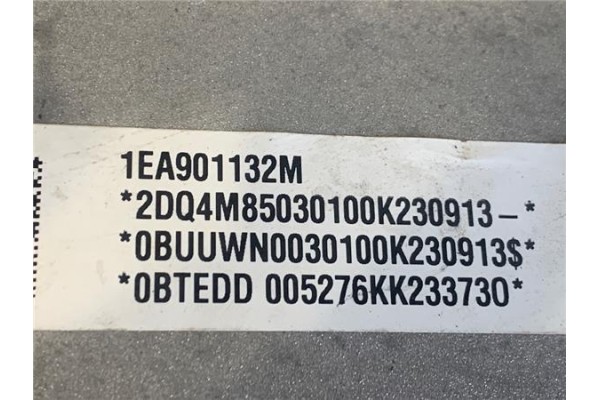 1EA901132M
*2DQ4M85030100K230913-*
*0BUUWN0030100K230913$*
*0BTEDD 005276KK233730*